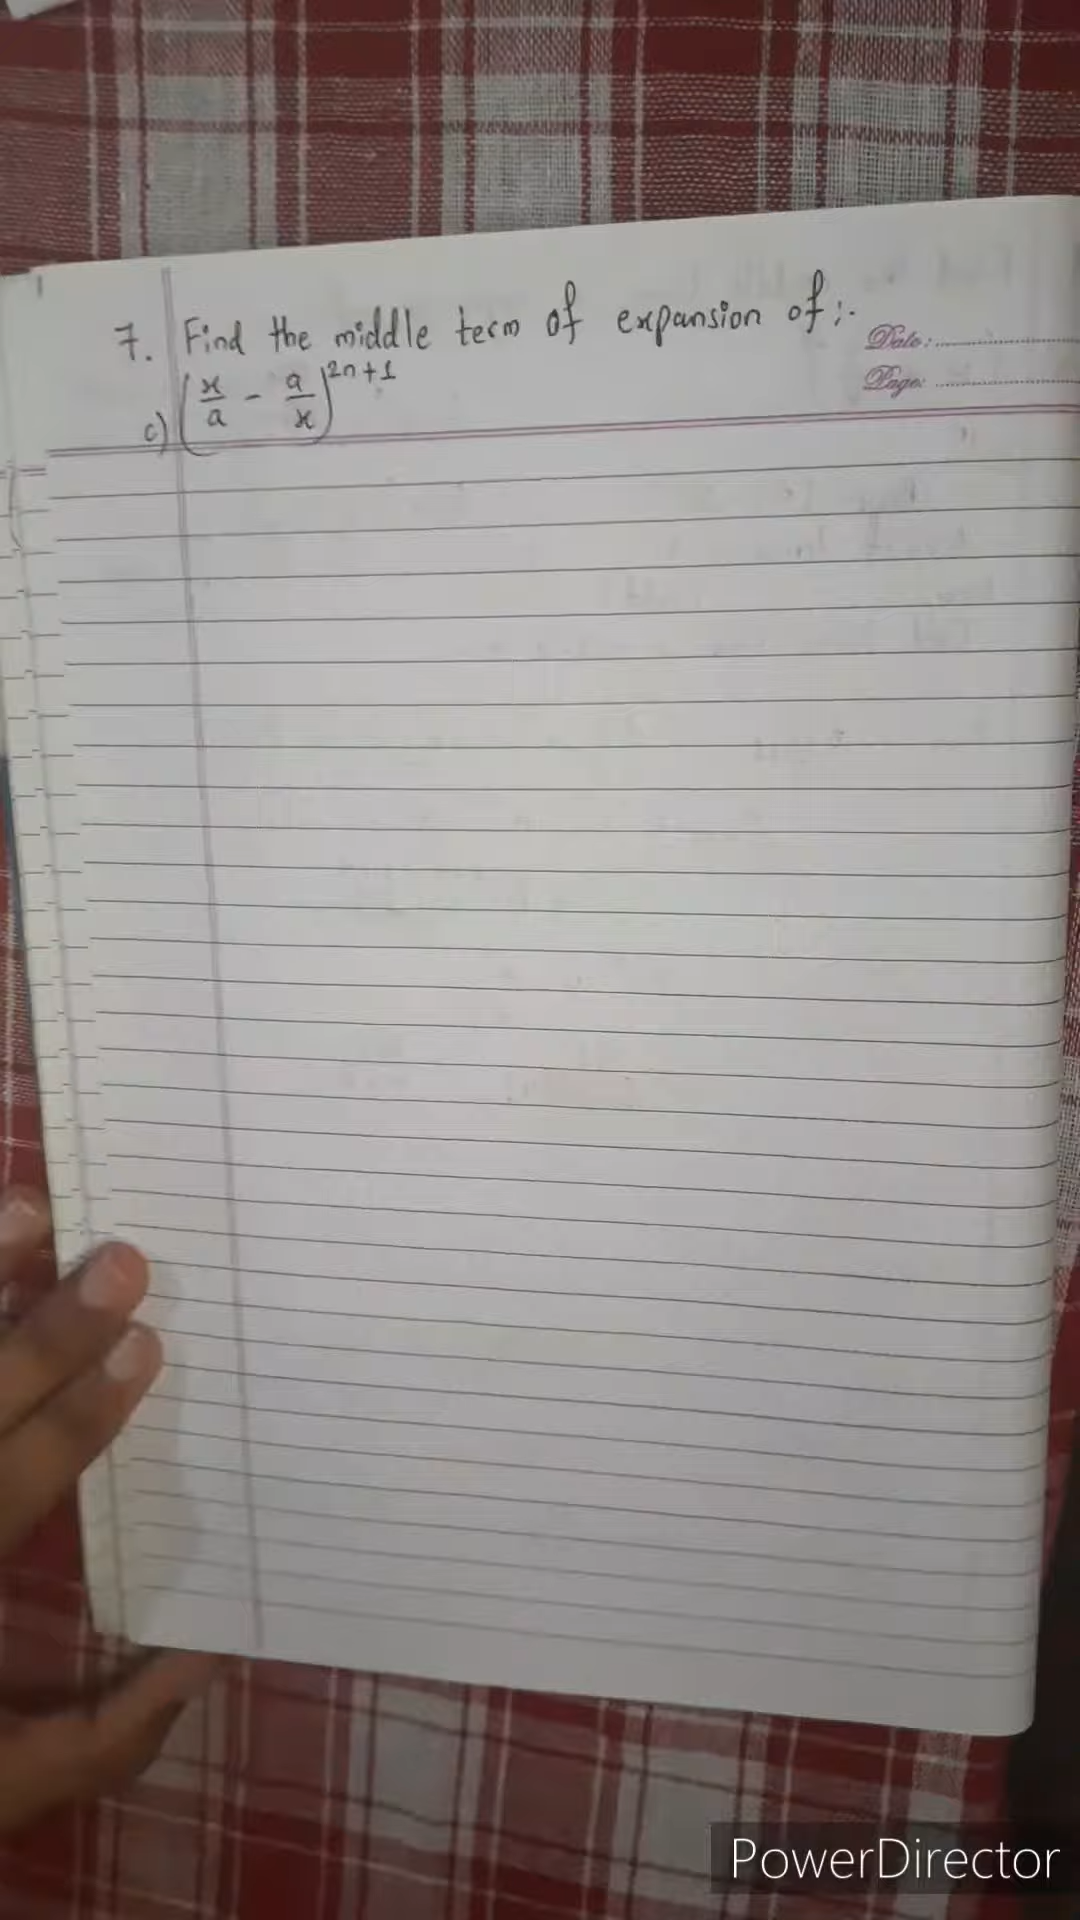 7. Find the middle term of expansion of :-
Date:
c) (x/a - a/x)^2n+1
Page:
PowerDirector